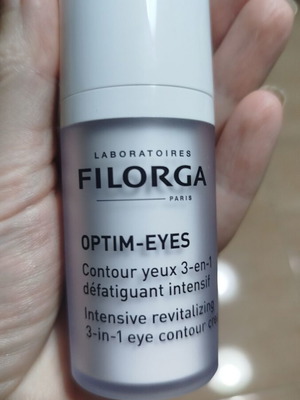 LABORATOIRES
FILORGA
PARIS
OPTIM-EYES
Contour yeux 3-en-1
défatiguant intensif
Intensive revitalizing
3-in-1 eye contour